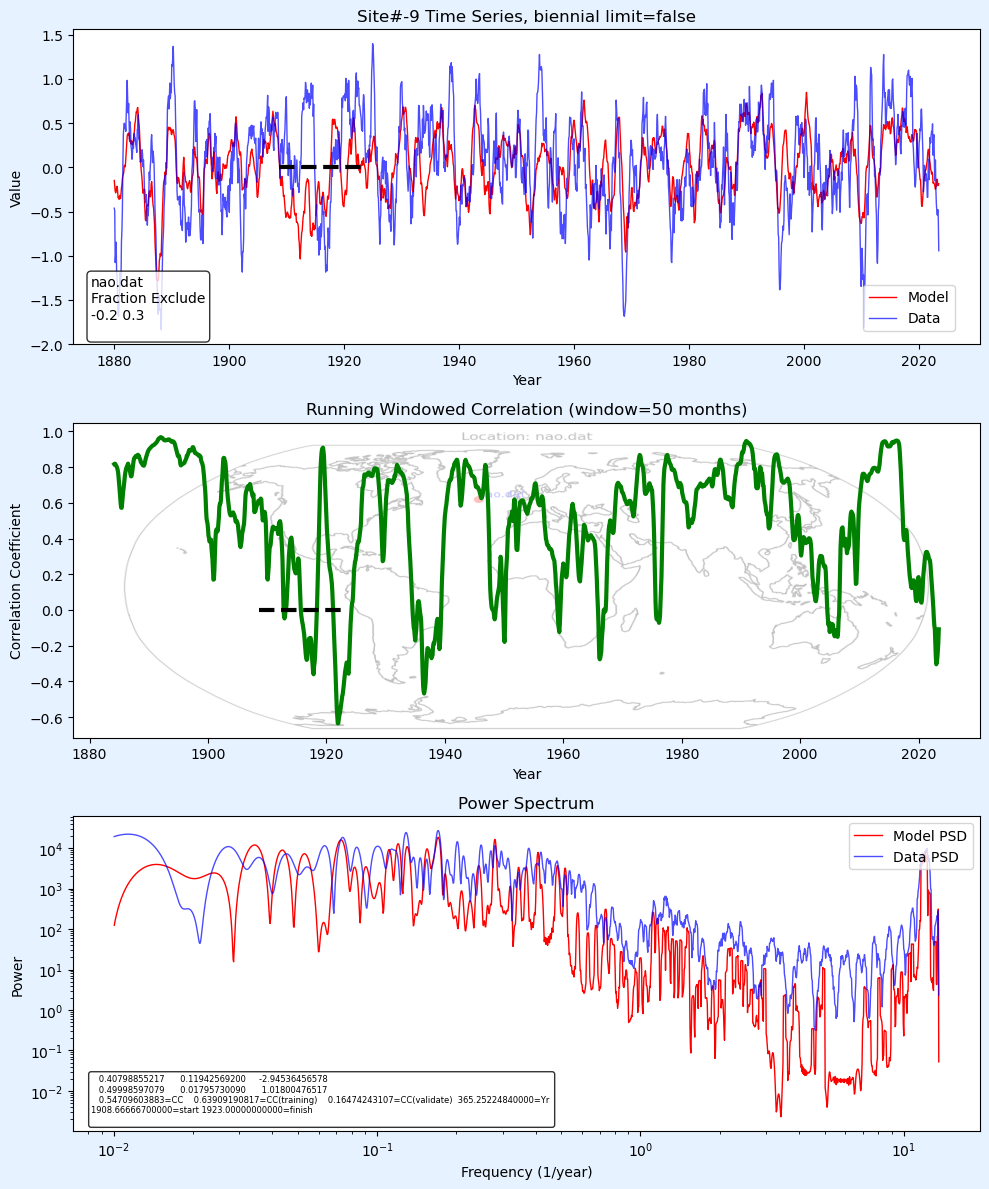 Site#-9 Time Series, biennial limit=false
Value
1.5
1.0
0.5
0.0
−0.5
−1.0
−1.5
−2.0
nao.dat
Fraction Exclude
-0.2 0.3
Model
Data
1880 1900 1920 1940 1960 1980 2000 2020
Year
Running Windowed Correlation (window=50 months)
Location: nao.dat
nao.dat
Correlation Coefficient
1.0
0.8
0.6
0.4
0.2
0.0
−0.2
−0.4
−0.6
1880 1900 1920 1940 1960 1980 2000 2020
Year
Power Spectrum
Model PSD
Data PSD
Power
10⁴
10³
10²
10¹
10⁰
10⁻¹
10⁻²
0.40798855217 0.11942569200 -2.94536456578
0.49998597079 0.01795730090 1.01800476517
0.54709603883=CC 0.63909190817=CC(training) 0.16474243107=CC(validate) 365.25224840000=Yr
1908.66666700000=start 1923.00000000000=finish
10⁻² 10⁻¹ 10⁰ 10¹
Frequency (1/year)